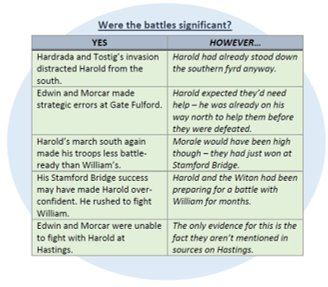 Were the battles significant?
YES
HOWEVER…
Hardrada and Tostig's invasion
distracted Harold from the
south.
Harold had already stood down
the southern fyrd anyway.
Edwin and Morcar made
strategic errors at Gate Fulford.
Harold expected they'd need
help – he was already on his
way north to help them before
they were defeated.
Harold's march south again
made his troops less battle-
ready than William's.
Morale would have been high
though – they had just won at
Stamford Bridge.
His Stamford Bridge success
may have made Harold over-
confident. He rushed to fight
William.
Harold and the Witan had been
preparing for a battle with
William for months.
Edwin and Morcar were unable
to fight with Harold at
Hastings.
The only evidence for this is the
fact they aren't mentioned in
sources on Hastings.